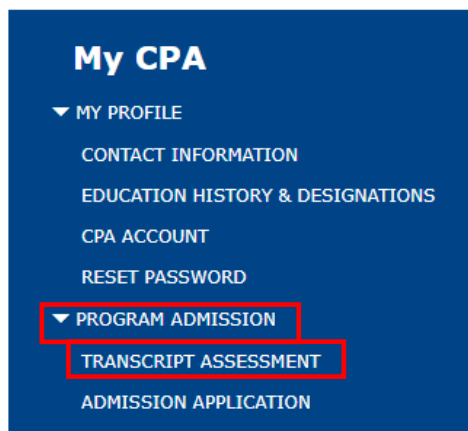 My CPA
MY PROFILE
CONTACT INFORMATION
EDUCATION HISTORY & DESIGNATIONS
CPA ACCOUNT
RESET PASSWORD
PROGRAM ADMISSION
TRANSCRIPT ASSESSMENT
ADMISSION APPLICATION